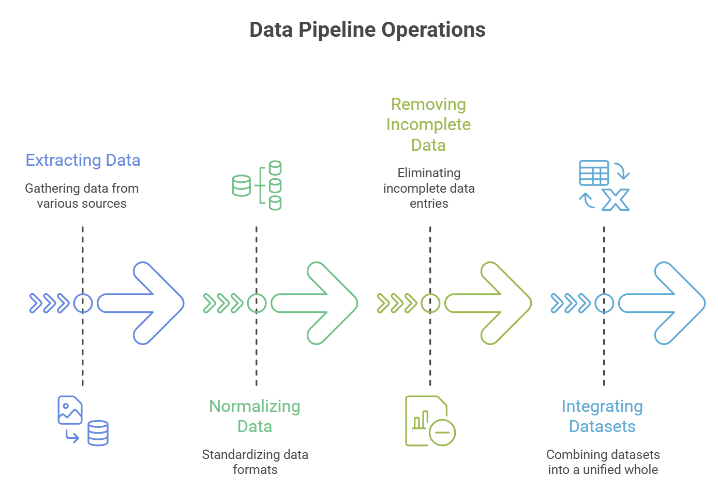 Data Pipeline Operations
Extracting Data
Gathering data from
various sources
Normalizing
Data
Standardizing data
formats
Removing
Incomplete
Data
Eliminating
incomplete data
entries
Integrating
Datasets
Combining datasets
into a unified whole